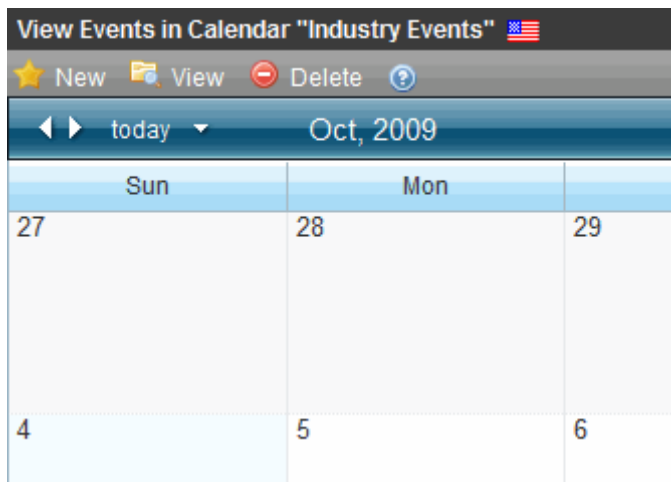 View Events in Calendar "Industry Events"
New View Delete ?
today Oct, 2009
Sun Mon
27 28 29
4 5 6